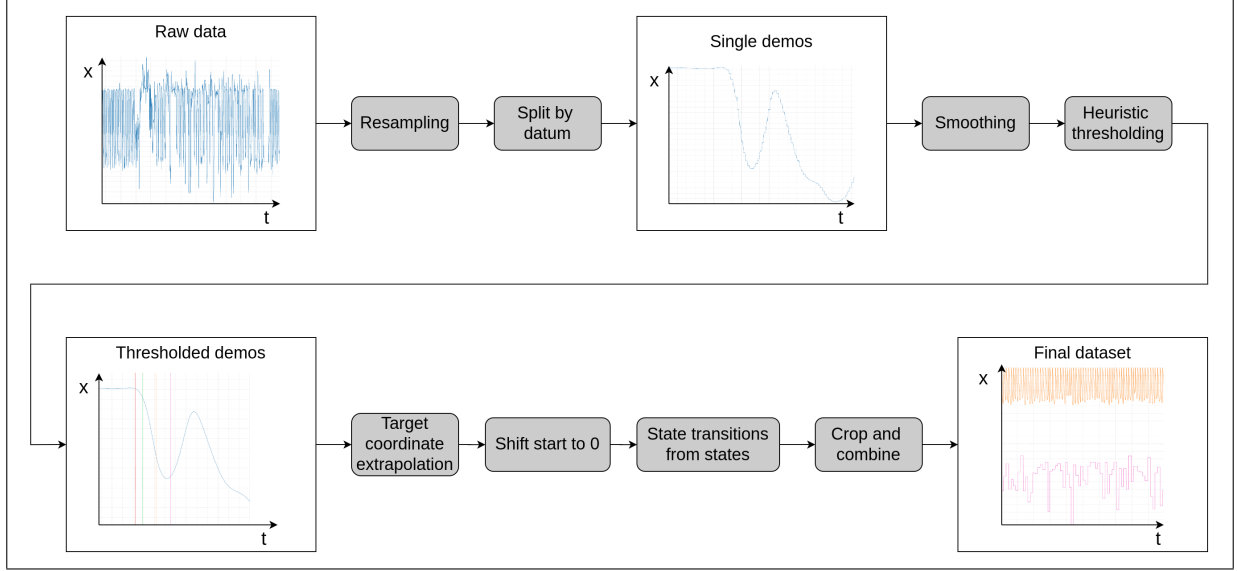 Raw data
x
t
Resampling
Split by
datum
Single demos
x
t
Smoothing
Heuristic
thresholding
Thresholded demos
x
t
Target
coordinate
extrapolation
Shift start to 0
State transitions
from states
Crop and
combine
Final dataset
x
t